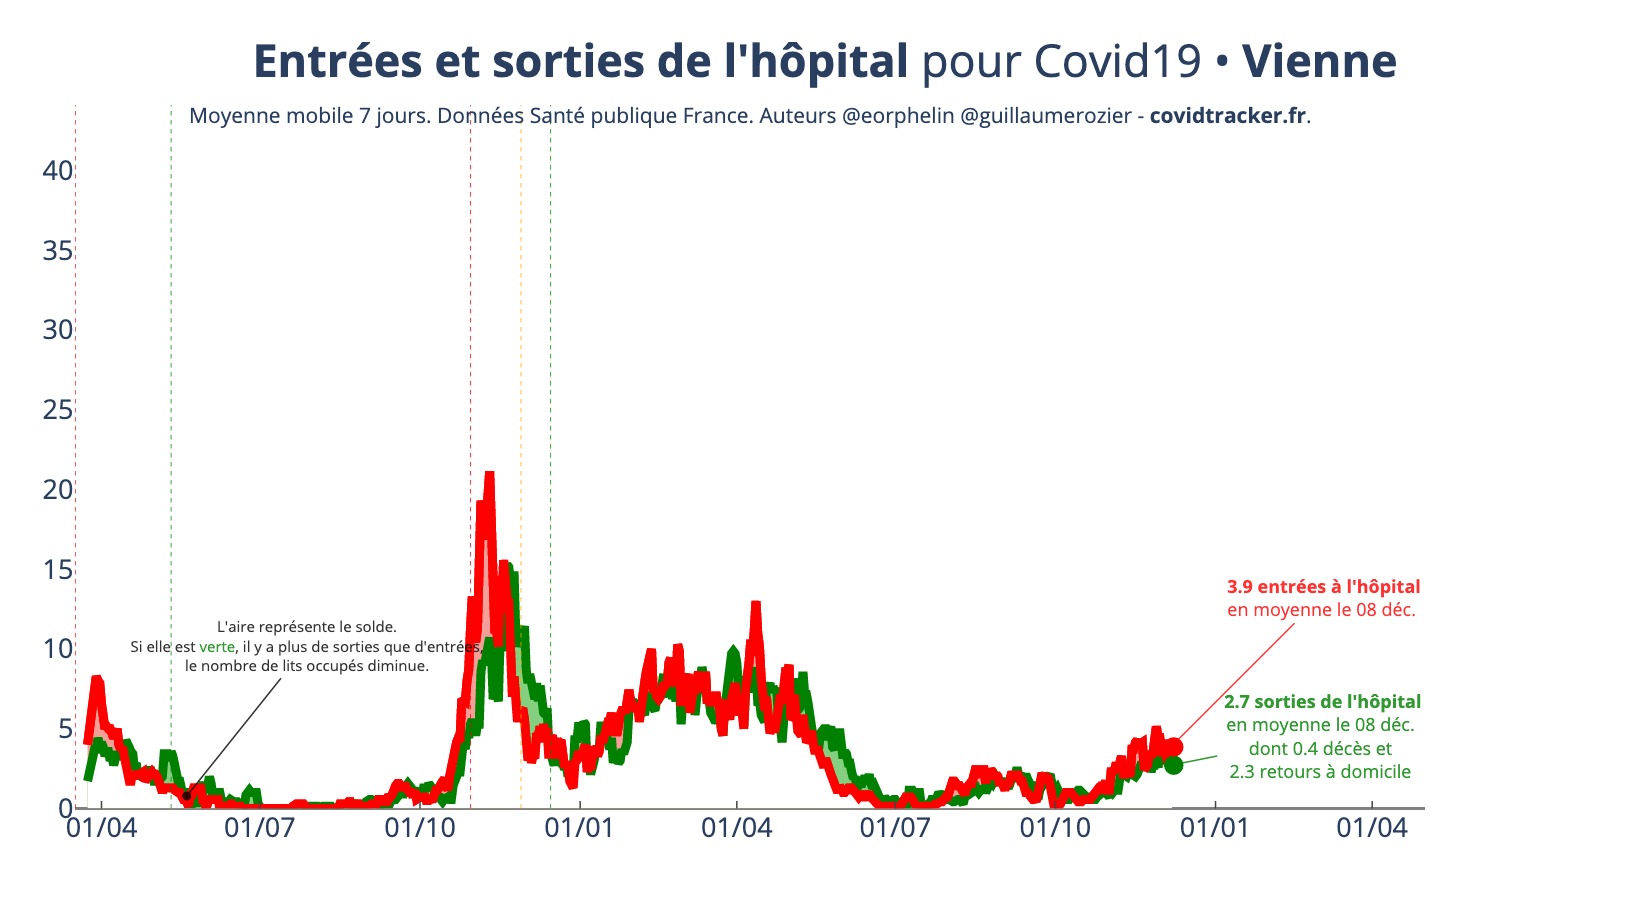 Entrées et sorties de l'hôpital pour Covid19 • Vienne
Moyenne mobile 7 jours. Données Santé publique France. Auteurs @eorphelin @guillaumerozier - covidtracker.fr.
40
35
30
25
20
15
10
5
0
L'aire représente le solde.
Si elle est verte, il y a plus de sorties que d'entrées,
le nombre de lits occupés diminue.
3.9 entrées à l'hôpital
en moyenne le 08 déc.
2.7 sorties de l'hôpital
en moyenne le 08 déc.
dont 0.4 décès et
2.3 retours à domicile
01/04 01/07 01/10 01/01 01/04 01/07 01/10 01/01 01/04